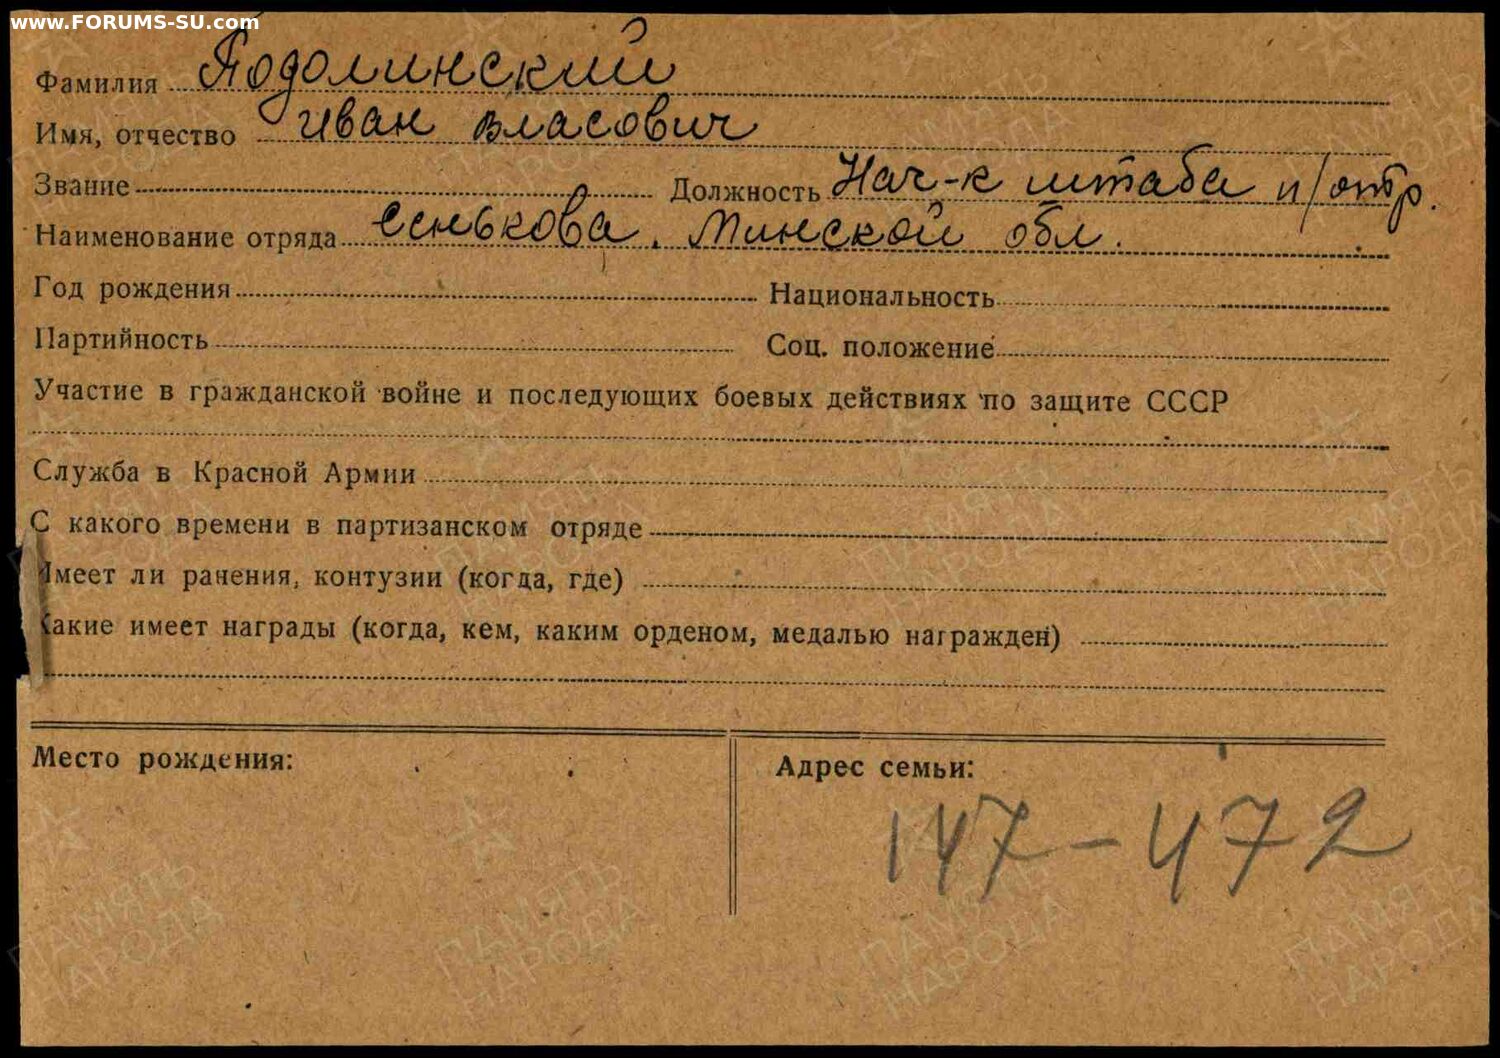 www.FORUMS-SU.com
Фамилия Подолинский
Имя, отчество Иван Власович
Звание Должность Нач-к штаба п/отр.
Наименование отряда Сенькова. Минской обл.
Год рождения Национальность
Партийность Соц. положение
Участие в гражданской войне и последующих боевых действиях по защите СССР
Служба в Красной Армии
С какого времени в партизанском отряде
Имеет ли ранения, контузии (когда, где)
Какие имеет награды (когда, кем, каким орденом, медалью награжден)
Место рождения: Адрес семьи:
147-472
ПАМЯТЬ НАРОДА